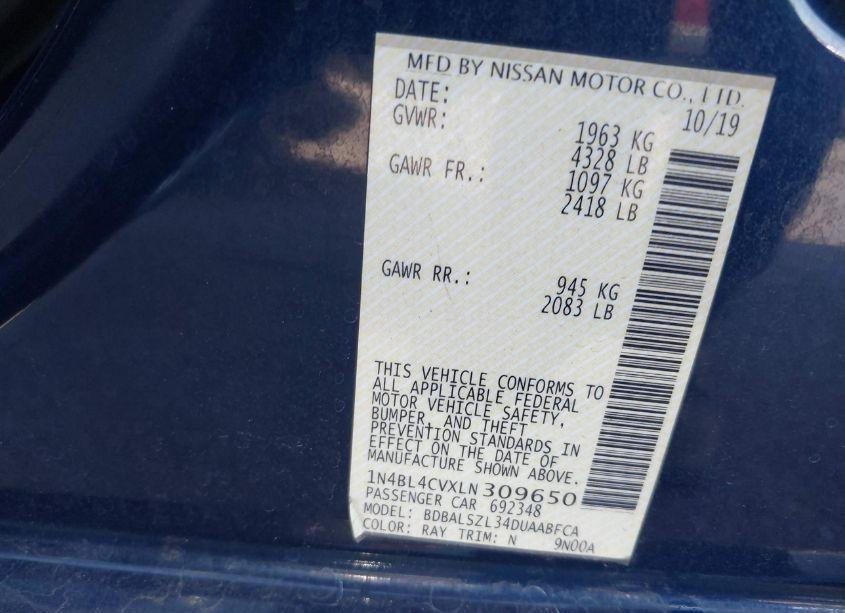 MFD BY NISSAN MOTOR CO., LTD.
DATE: 10/19
GVWR: 1963 KG
4328 LB
GAWR FR.: 1097 KG
2418 LB
GAWR RR.: 945 KG
2083 LB
THIS VEHICLE CONFORMS TO
ALL APPLICABLE FEDERAL
MOTOR VEHICLE SAFETY,
BUMPER, AND THEFT
PREVENTION STANDARDS IN
EFFECT ON THE DATE OF
MANUFACTURE SHOWN ABOVE.
1N4BL4CVXLN309650
PASSENGER CAR 692348
MODEL: BDBALSZL34DUAABFCA
COLOR: RAY TRIM: N 9N00A